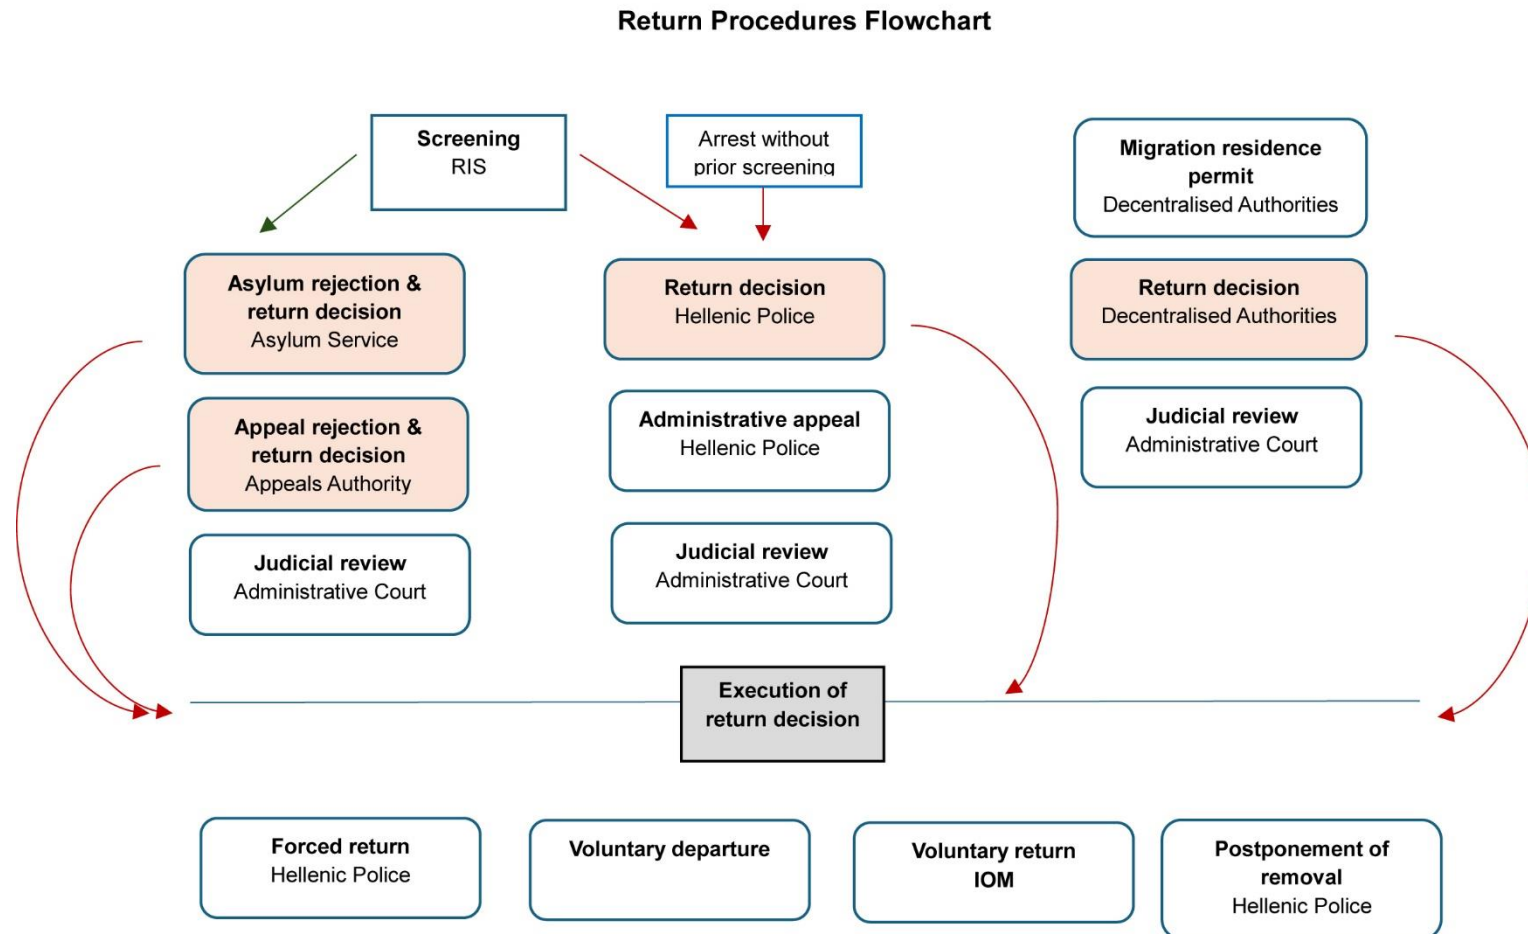 Return Procedures Flowchart
Screening
RIS
Arrest without
prior screening
Migration residence
permit
Decentralised Authorities
Asylum rejection &
return decision
Asylum Service
Return decision
Hellenic Police
Return decision
Decentralised Authorities
Appeal rejection &
return decision
Appeals Authority
Administrative appeal
Hellenic Police
Judicial review
Administrative Court
Judicial review
Administrative Court
Judicial review
Administrative Court
Execution of
return decision
Forced return
Hellenic Police
Voluntary departure
Voluntary return
IOM
Postponement of
removal
Hellenic Police